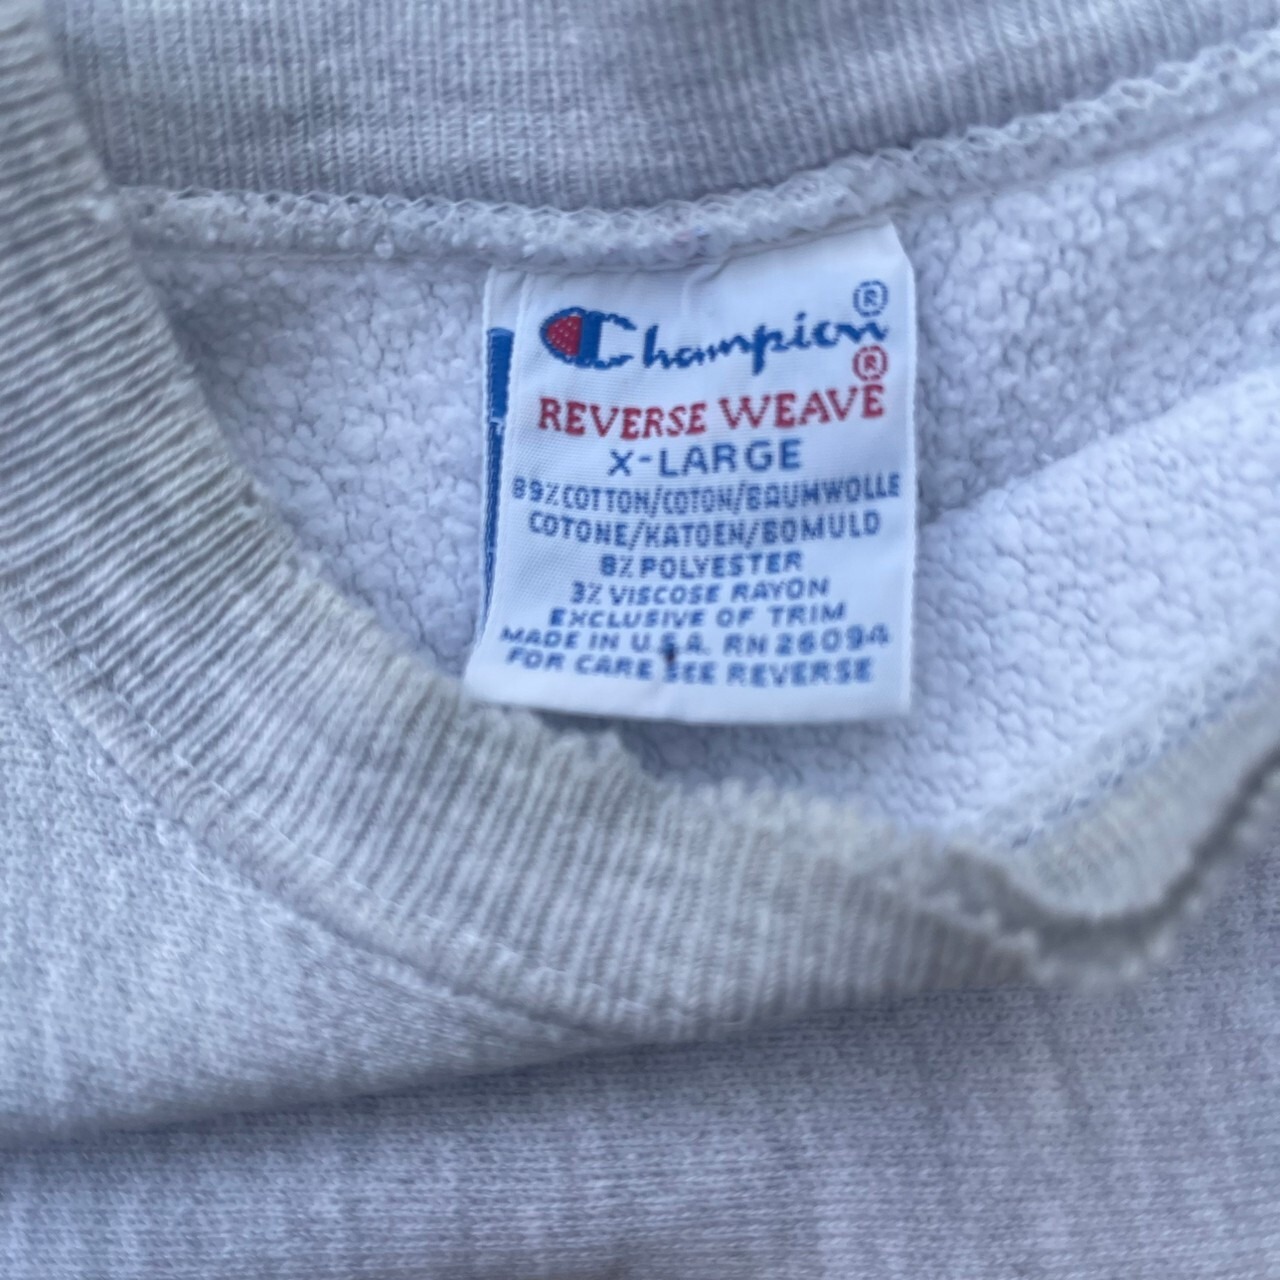 Champion®
®
REVERSE WEAVE
X-LARGE
89% COTTON/COTON/BAUMWOLLE
COTONE/KATOEN/BOMULD
8% POLYESTER
3% VISCOSE RAYON
EXCLUSIVE OF TRIM
MADE IN U.S.A. RN 26094
FOR CARE SEE REVERSE